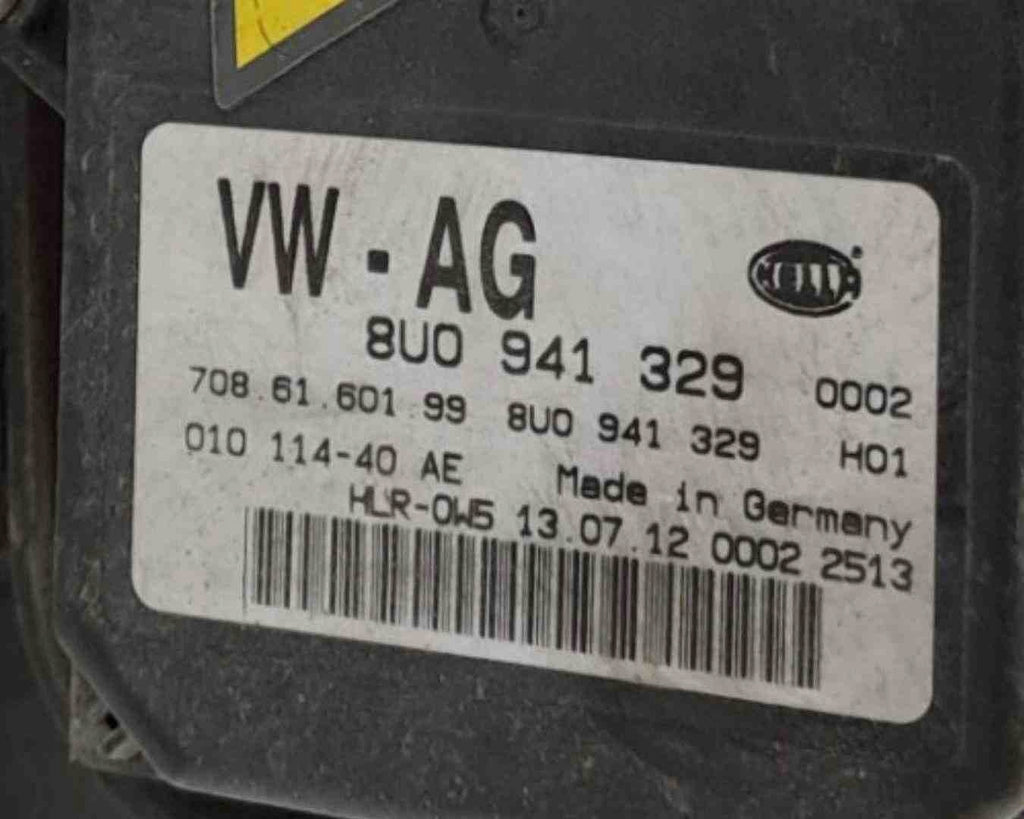 VW-AG
HELLA
8U0 941 329 0002
708.61.601.99 8U0 941 329 H01
010 114-40 AE Made in Germany
HLR-0W5 13.07.12 0002 2513